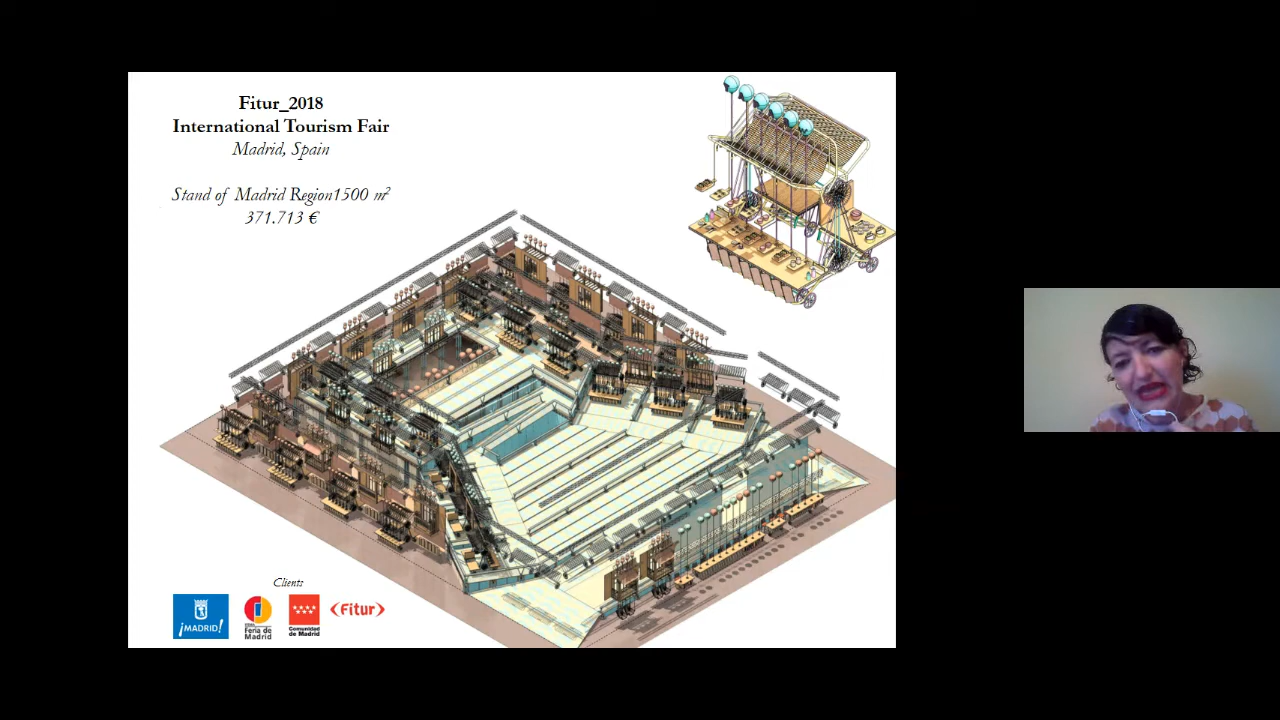 Fitur_2018
International Tourism Fair
Madrid, Spain
Stand of Madrid Region1500 m²
371.713 €
Clients
¡MADRID!
Feria de
Madrid
Comunidad
de Madrid
Fitur